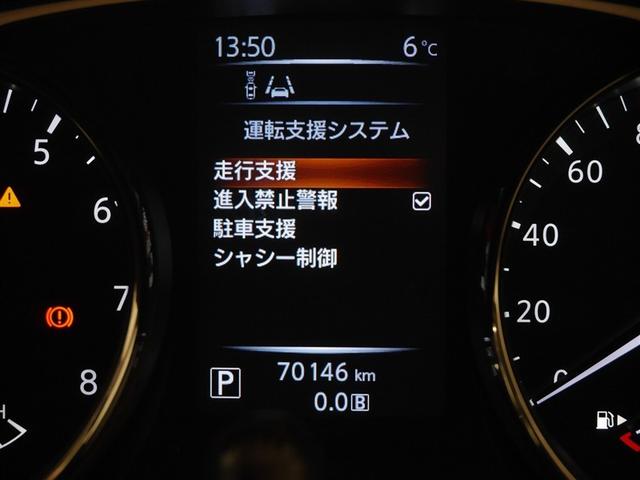 13:50 6°C
運転支援システム
走行支援
進入禁止警報
駐車支援
シャシー制御
P 70146 km
0.0 B
5
6
7
8
H
60
40
20
0